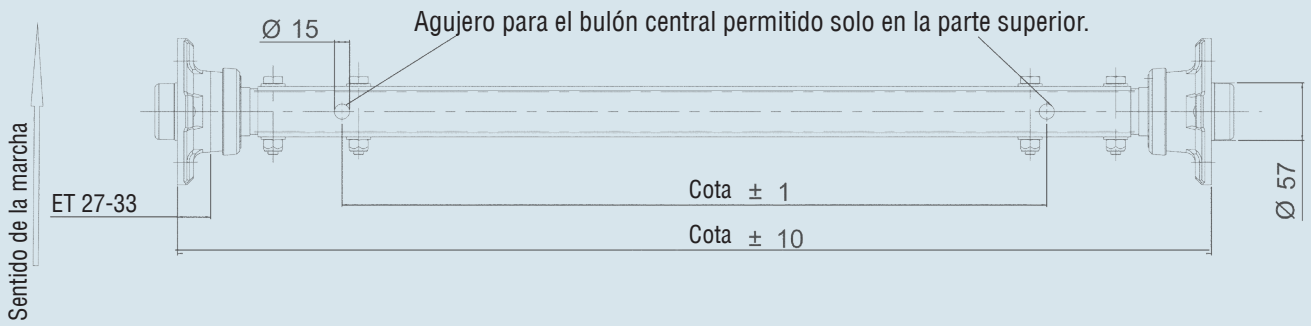 Agujero para el bulón central permitido solo en la parte superior.
Ø 15
Sentido de la marcha
ET 27-33
Cota ± 1
Cota ± 10
Ø 57